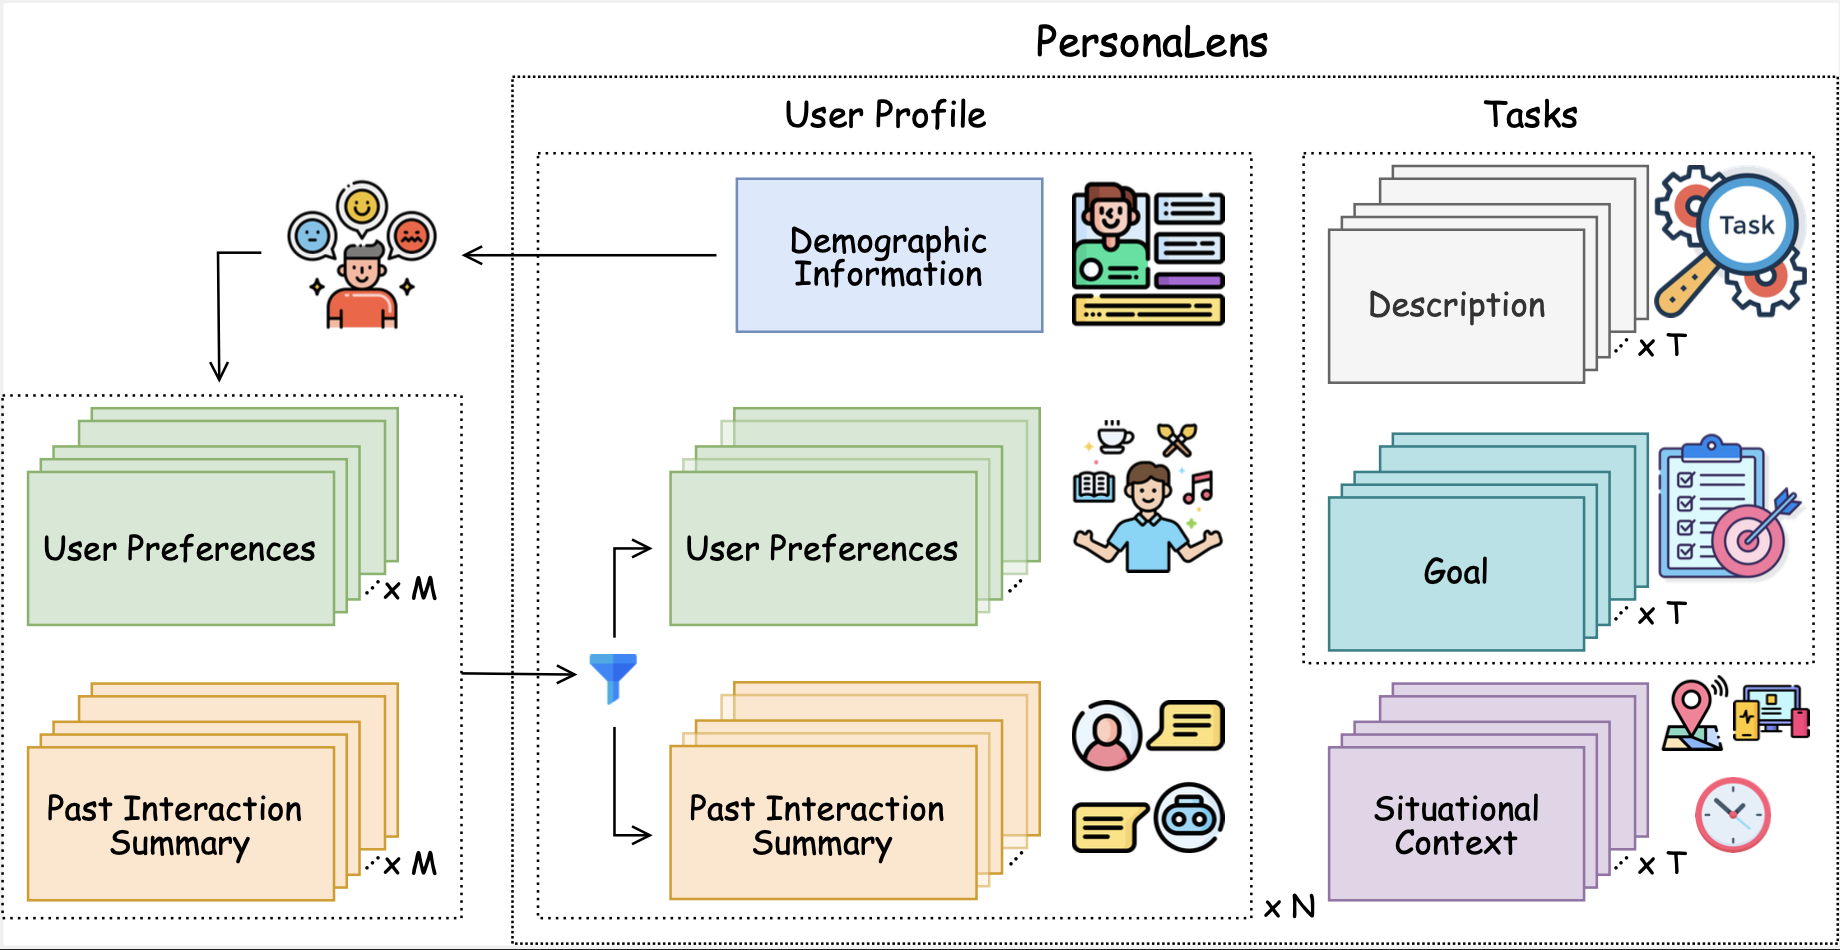 PersonaLens
User Profile
Tasks
Demographic
Information
Task
Description
x T
User Preferences
x M
User Preferences
Goal
x T
Past Interaction
Summary
x M
Past Interaction
Summary
x N
Situational
Context
x T